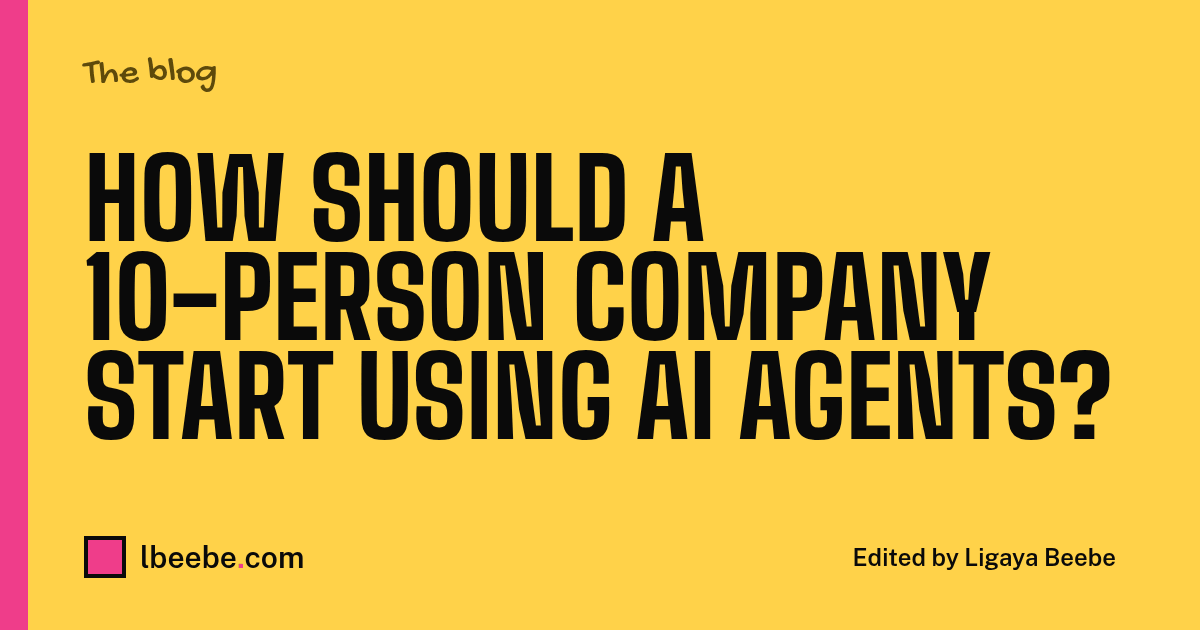 The blog
HOW SHOULD A
10–PERSON COMPANY
START USING AI AGENTS?
lbeebe.com
Edited by Ligaya Beebe